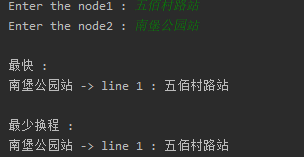 Enter the node1 : 五佰村路站
Enter the node2 : 南堡公园站
最快 :
南堡公园站 -> line 1 : 五佰村路站
最少换程 :
南堡公园站 -> line 1 : 五佰村路站